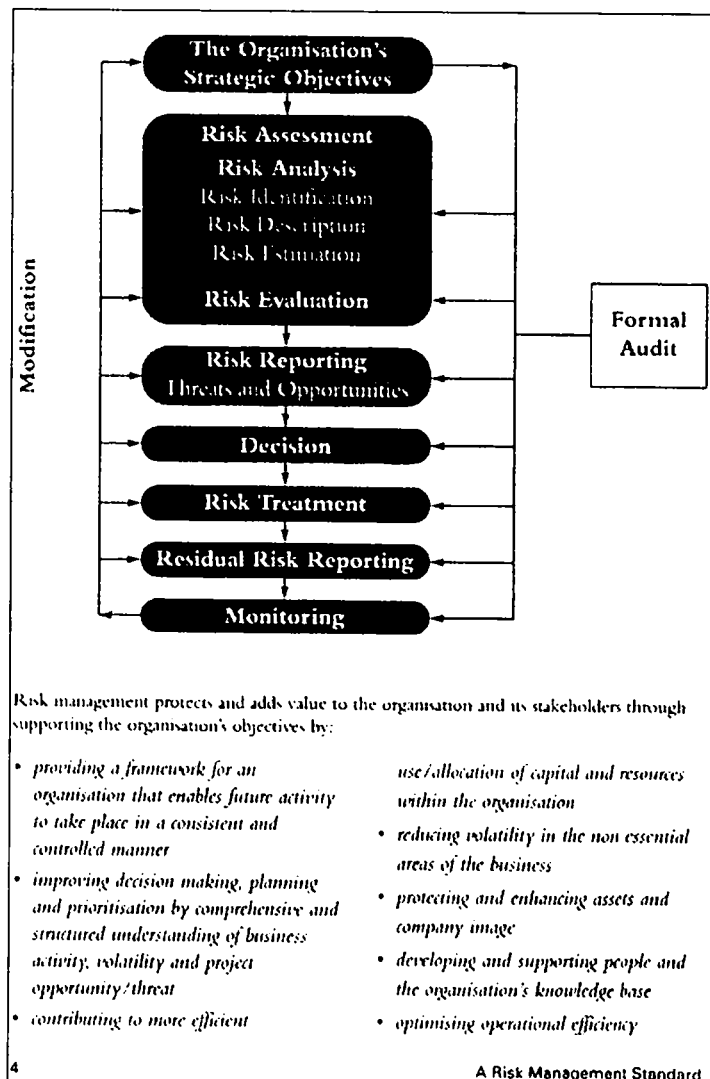 The Organisation's
Strategic Objectives
Risk Assessment
Risk Analysis
Risk Identification
Risk Description
Risk Estimation
Risk Evaluation
Risk Reporting
Threats and Opportunities
Decision
Risk Treatment
Residual Risk Reporting
Monitoring
Modification
Formal
Audit
Risk management protects and adds value to the organisation and its stakeholders through
supporting the organisation's objectives by:
• providing a framework for an
organisation that enables future activity
to take place in a consistent and
controlled manner
• improving decision making, planning
and prioritisation by comprehensive and
structured understanding of business
activity, volatility and project
opportunity/threat
• contributing to more efficient
use/allocation of capital and resources
within the organisation
• reducing volatility in the non essential
areas of the business
• protecting and enhancing assets and
company image
• developing and supporting people and
the organisation's knowledge base
• optimising operational efficiency
4
A Risk Management Standard